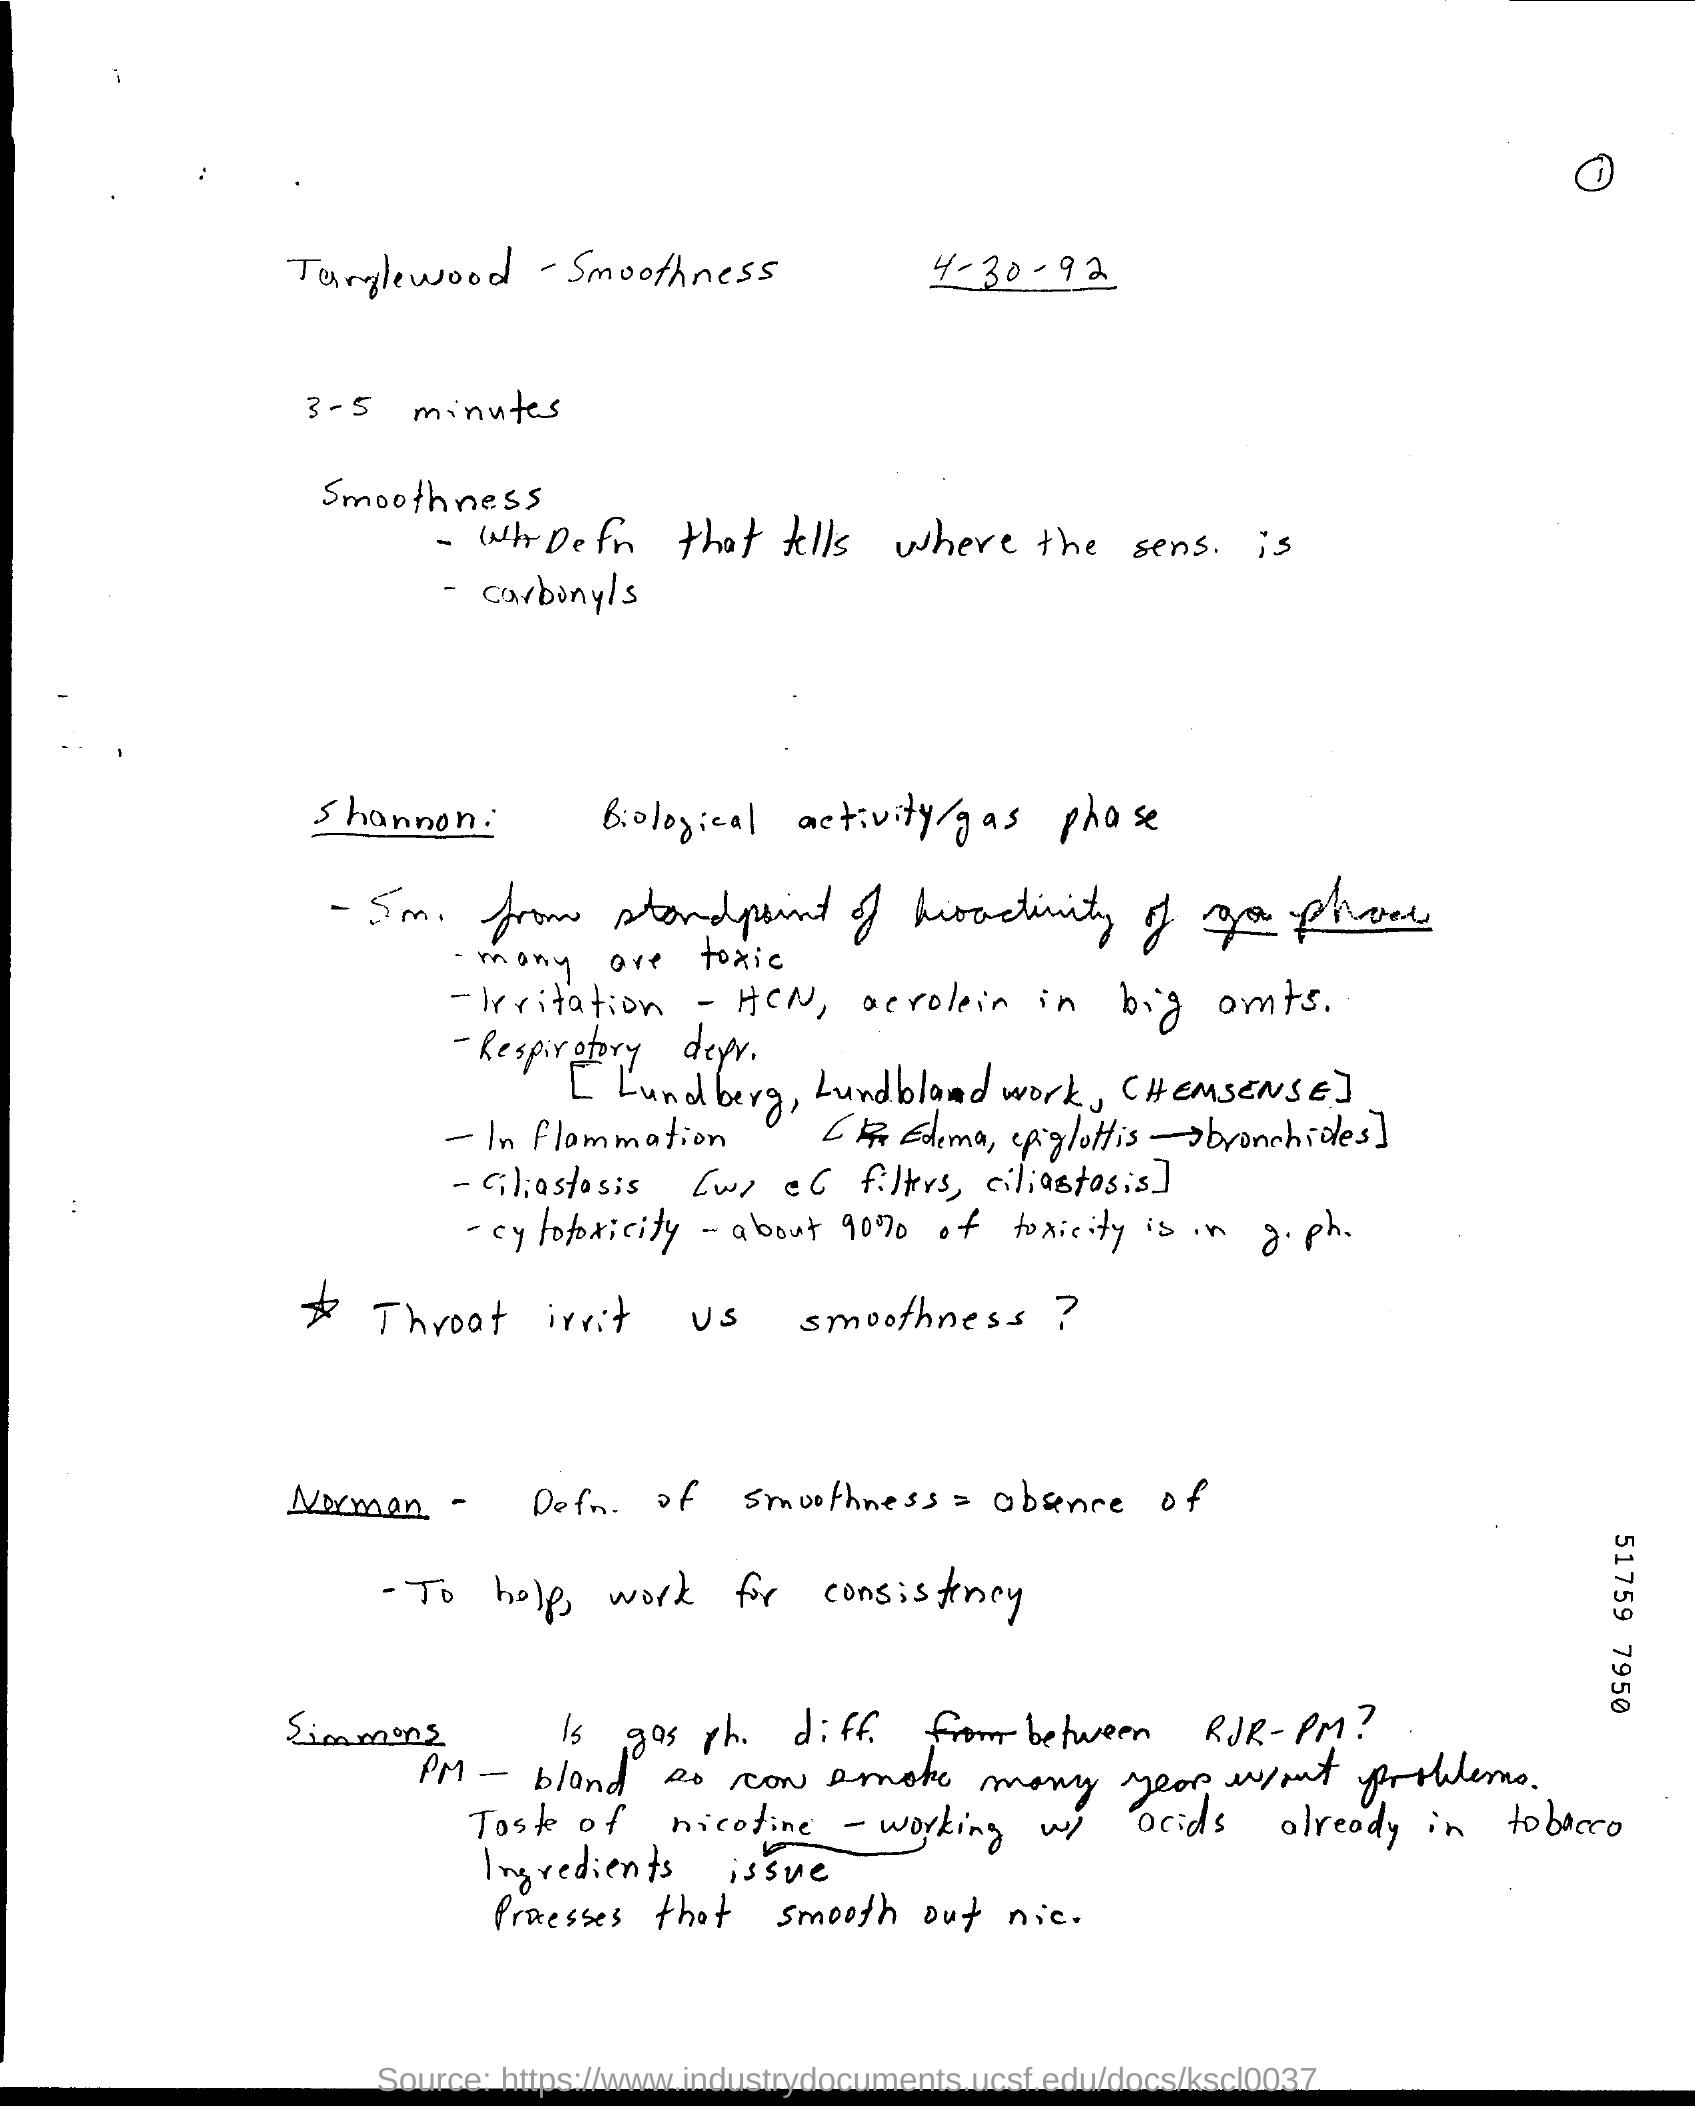 1
Tanglewood - Smoothness 4-30-92
3-5 minutes
Smoothness
- Defn that tells where the sens. is
- carbonyls
Shannon: Biological activity/gas phase
- Sm. from standpoint of bioactivity of gas phase
- many are toxic
- Irritation - HCN, acrolein in big amts.
- Respiratory depr.
[ Lundberg, Lundbland work, CHEMSENSE]
- Inflammation [ Edema, epiglottis → bronchioles]
- Ciliastasis [w/ CC filters, ciliastasis]
- cytotoxicity - about 90% of toxicity is in g. ph.
☆ Throat irrit vs smoothness ?
Norman - Defn. of smoothness = absence of
- To help, work for consistency
Simmons Is gas ph. diff. from between RJR-PM?
PM - bland so can smoke many years w/out problems.
Taste of nicotine - working w/ acids already in tobacco
Ingredients issue
Processes that smooth out nic.
51759 7950
Source: https://www.industrydocuments.ucsf.edu/docs/kscl0037